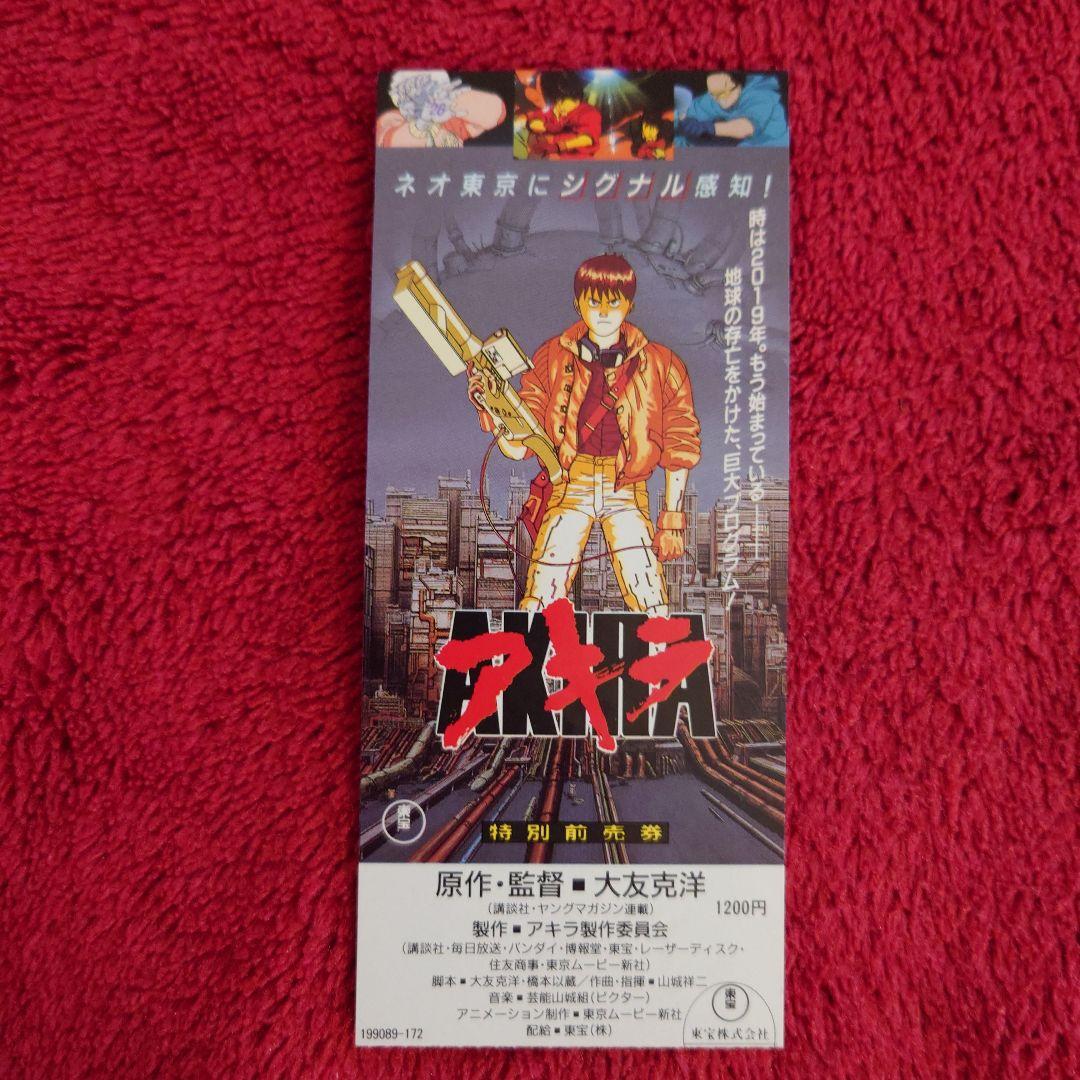 ネオ東京にシグナル感知！
時は2019年。もう始まっている——
地球の存亡をかけた、巨大プログラム！
AKIRA
アキラ
東宝
特別前売券
原作・監督■大友克洋
(講談社・ヤングマガジン連載)
1200円
製作■アキラ製作委員会
(講談社・毎日放送・バンダイ・博報堂・東宝・レーザーディスク・
住友商事・東京ムービー新社)
脚本■大友克洋・橋本以蔵／作曲・指揮■山城祥二
音楽■芸能山城組(ビクター)
アニメーション制作■東京ムービー新社
配給■東宝(株)
199089-172
東宝
東宝株式会社